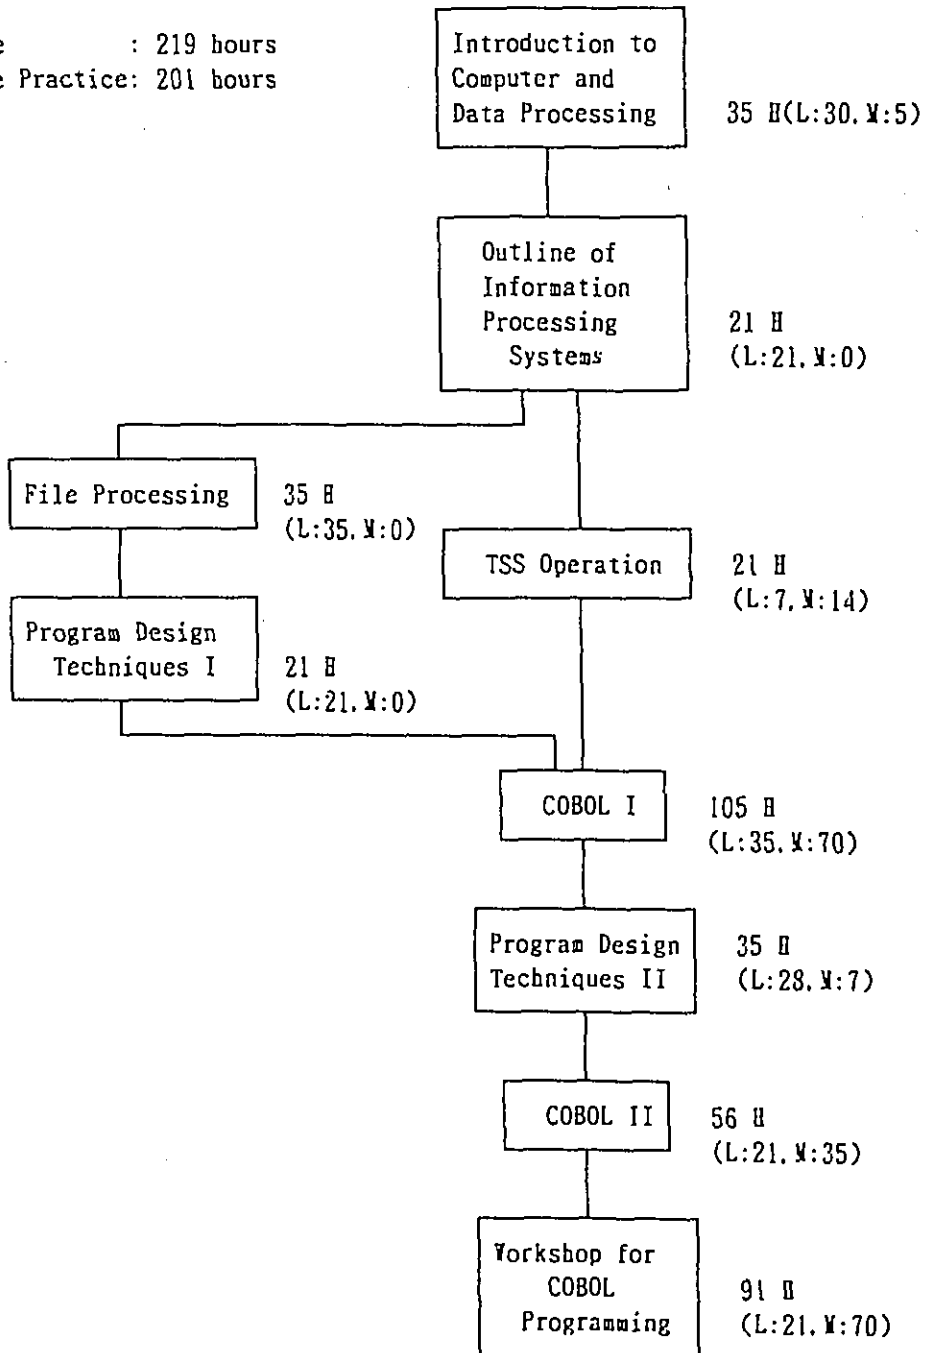 e : 219 hours
e Practice: 201 hours
Introduction to
Computer and
Data Processing
35 H(L:30, W:5)
Outline of
Information
Processing
Systems
21 H
(L:21, W:0)
File Processing
35 H
(L:35, W:0)
TSS Operation
21 H
(L:7, W:14)
Program Design
Techniques I
21 H
(L:21, W:0)
COBOL I
105 H
(L:35, W:70)
Program Design
Techniques II
35 H
(L:28, W:7)
COBOL II
56 H
(L:21, W:35)
Workshop for
COBOL
Programming
91 H
(L:21, W:70)